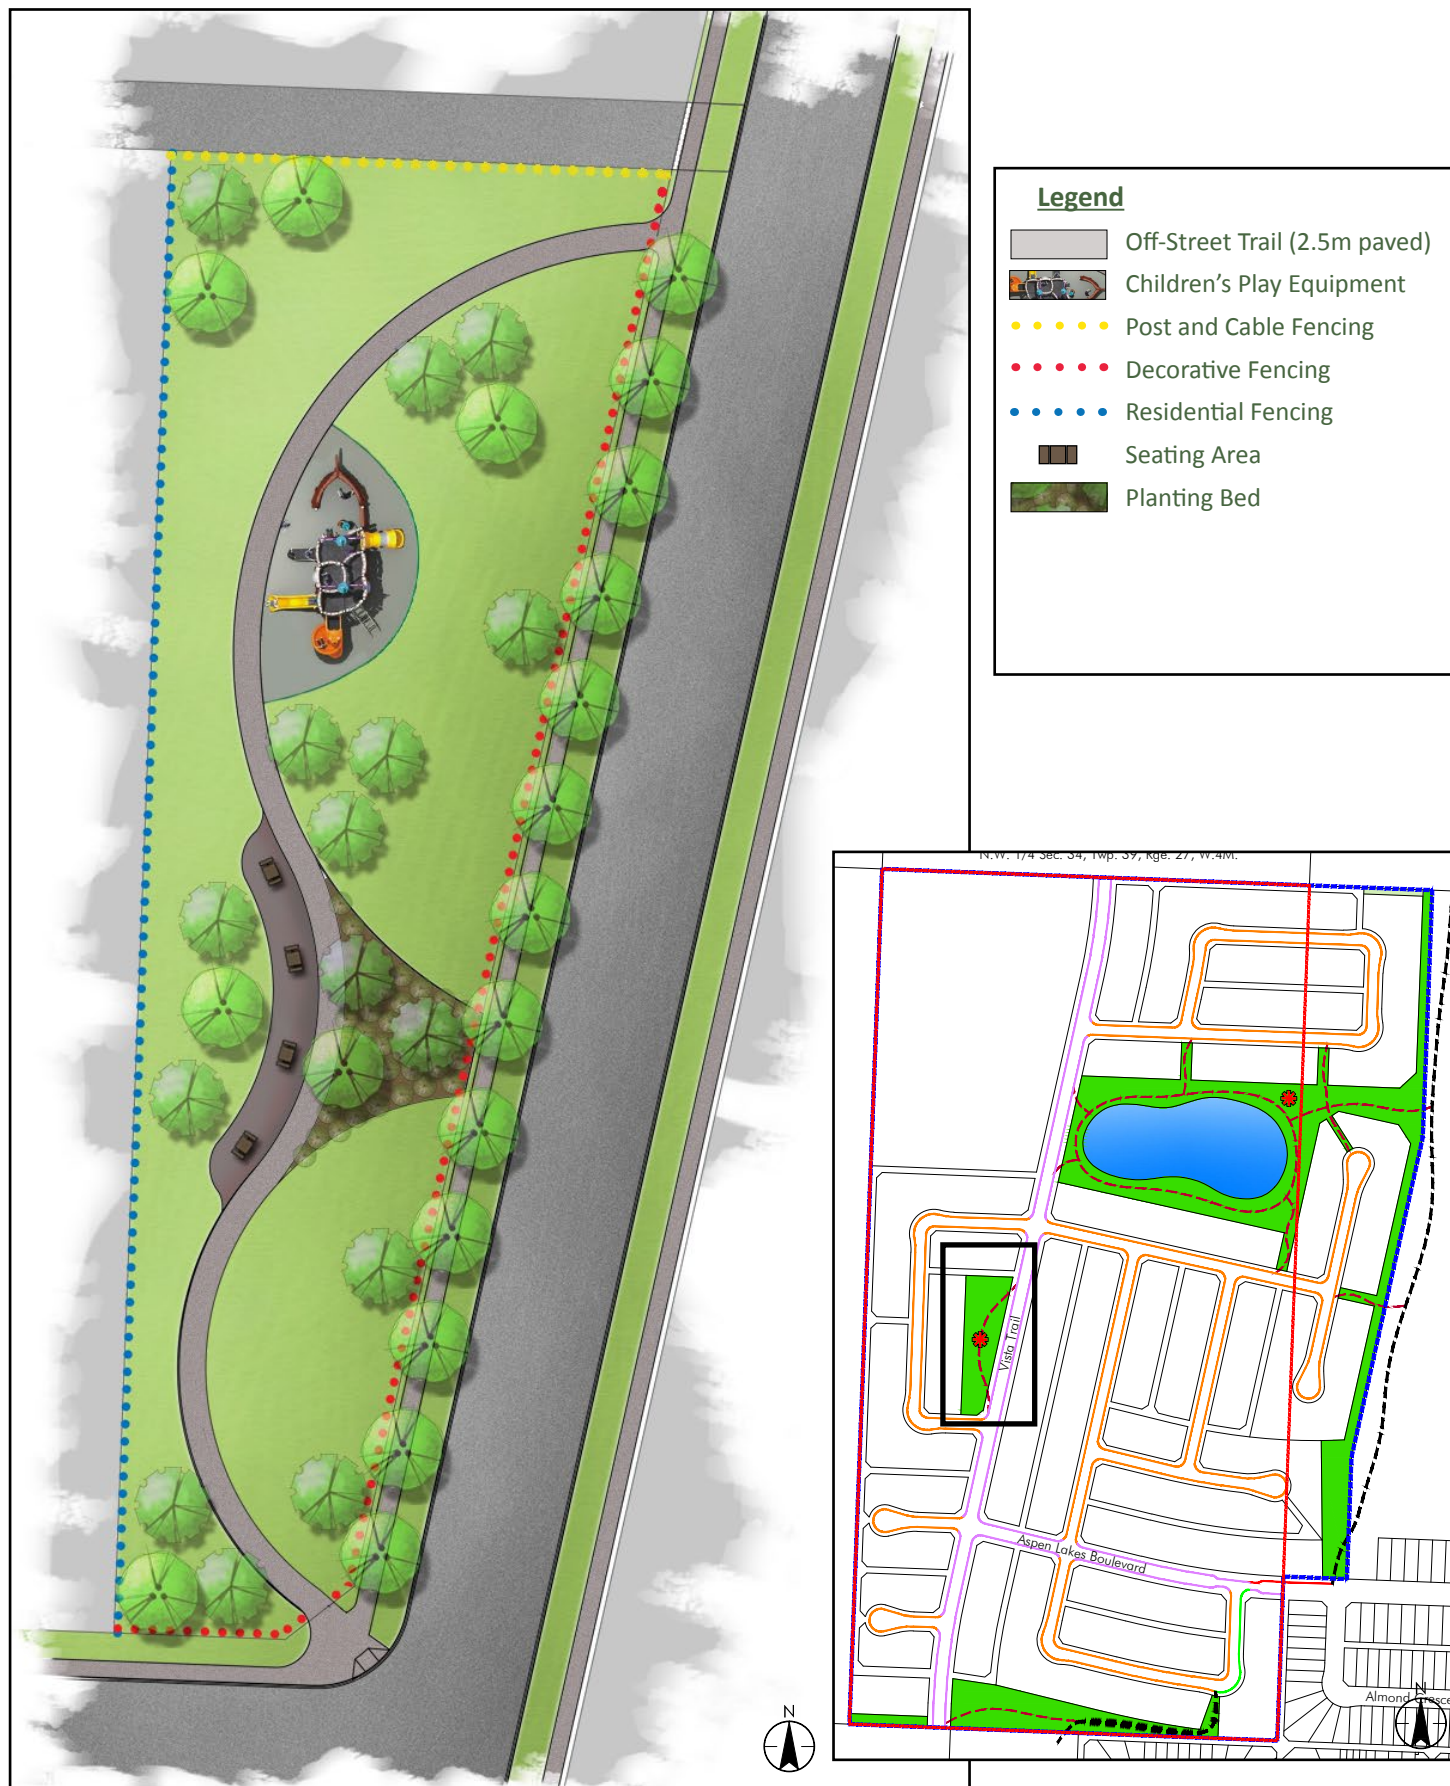 Legend
Off-Street Trail (2.5m paved)
Children's Play Equipment
Post and Cable Fencing
Decorative Fencing
Residential Fencing
Seating Area
Planting Bed
N.W. 1/4 Sec. 34, Twp. 39, Rge. 27, W.4M.
Vista Trail
Aspen Lakes Boulevard
Almond
N
N